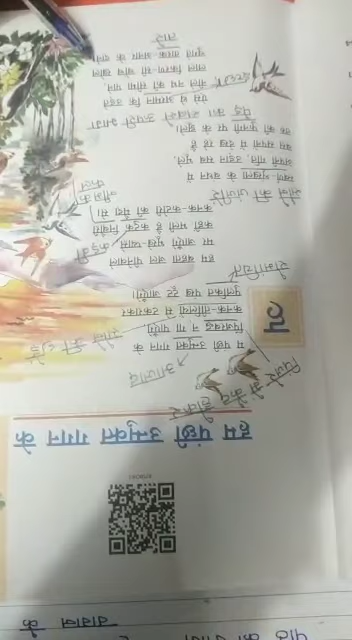 पाठ का नाम
हम पंछी उन्मुक्त गगन के
आज़ाद
हम पंछी उन्मुक्त गगन के
पिंजरबद्ध न गा पाएँगे,
कनक-तीलियों से टकराकर
पुलकित पंख टूट जाएँगे।
हम बहता जल पीनेवाले
मर जाएँगे भूखे-प्यासे,
कहीं भली है कटुक निबौरी
कनक-कटोरी की मैदा से,
सोने की जंजीर
स्वर्ण-शृंखला के बंधन में
अपनी गति, उड़ान सब भूले,
बस सपनों में देख रहे हैं
तरु की फुनगी पर के झूले।
ऐसे थे अरमान कि उड़ते
नील नभ की सीमा पाने,
लाल किरण-सी चोंच खोल
चुगते तारक-अनार के दाने।